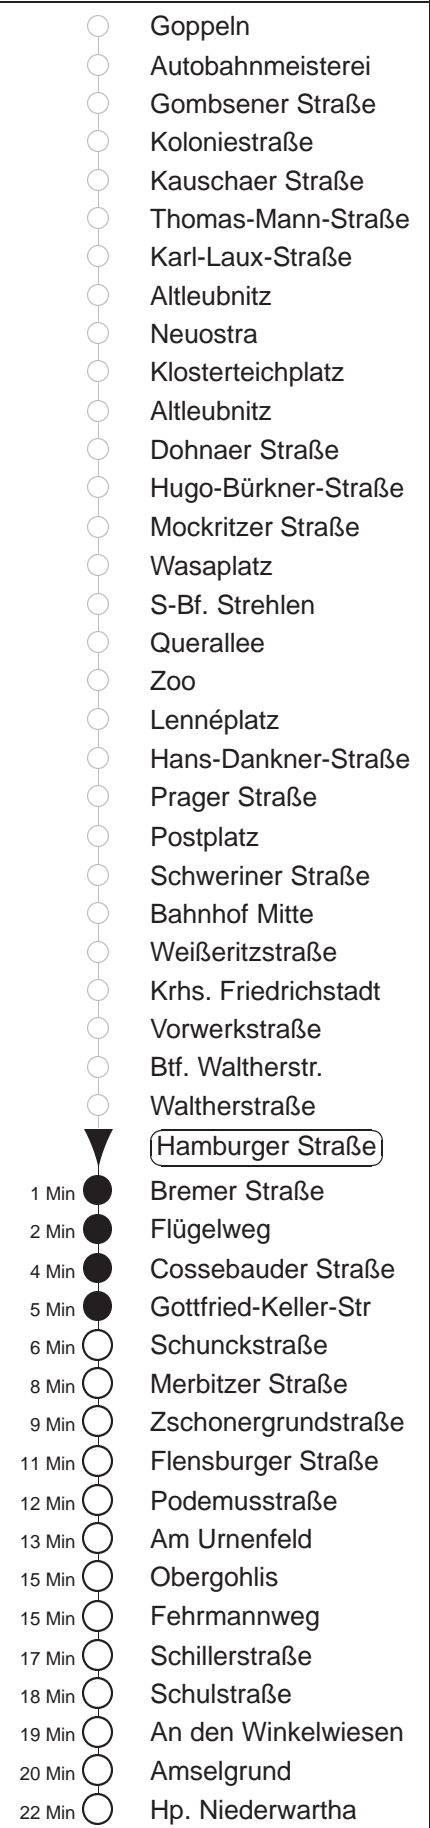 Goppeln
Autobahnmeisterei
Gombsener Straße
Koloniestraße
Kauschaer Straße
Thomas-Mann-Straße
Karl-Laux-Straße
Altleubnitz
Neuostra
Klosterteichplatz
Altleubnitz
Dohnaer Straße
Hugo-Bürkner-Straße
Mockritzer Straße
Wasaplatz
S-Bf. Strehlen
Querallee
Zoo
Lennéplatz
Hans-Dankner-Straße
Prager Straße
Postplatz
Schweriner Straße
Bahnhof Mitte
Weißeritzstraße
Krhs. Friedrichstadt
Vorwerkstraße
Btf. Waltherstr.
Waltherstraße
Hamburger Straße
1 Min Bremer Straße
2 Min Flügelweg
4 Min Cossebauder Straße
5 Min Gottfried-Keller-Str
6 Min Schunckstraße
8 Min Merbitzer Straße
9 Min Zschonergrundstraße
11 Min Flensburger Straße
12 Min Podemusstraße
13 Min Am Urnenfeld
15 Min Obergohlis
15 Min Fehrmannweg
17 Min Schillerstraße
18 Min Schulstraße
19 Min An den Winkelwiesen
20 Min Amselgrund
22 Min Hp. Niederwartha